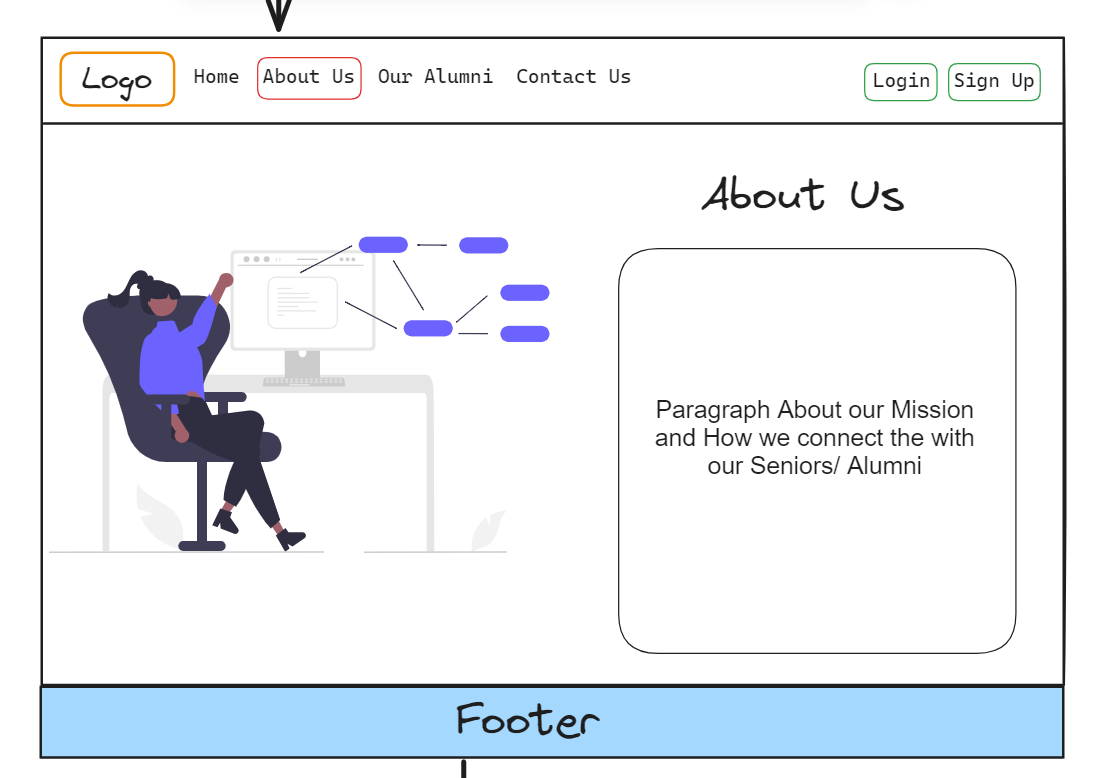 Logo Home About Us Our Alumni Contact Us Login Sign Up
About Us
Paragraph About our Mission
and How we connect the with
our Seniors/ Alumni
Footer